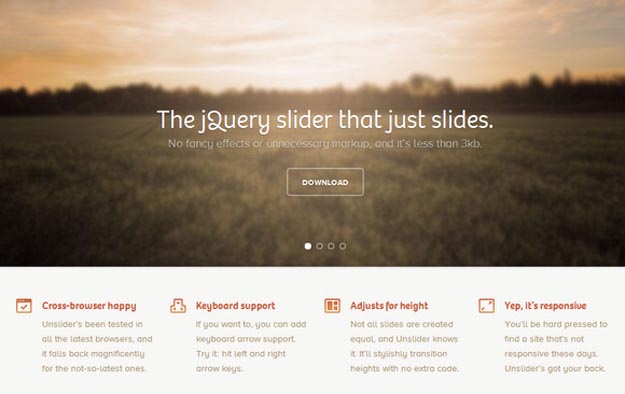 The jQuery slider that just slides.
No fancy effects or unnecessary markup, and it's less than 3kb.
DOWNLOAD
Cross-browser happy
Unslider's been tested in
all the latest browsers, and
it falls back magnificently
for the not-so-latest ones.
Keyboard support
If you want to, you can add
keyboard arrow support.
Try it: hit left and right
arrow keys.
Adjusts for height
Not all slides are created
equal, and Unslider knows
it. It'll stylishly transition
heights with no extra code.
Yep, it's responsive
You'll be hard pressed to
find a site that's not
responsive these days.
Unslider's got your back.